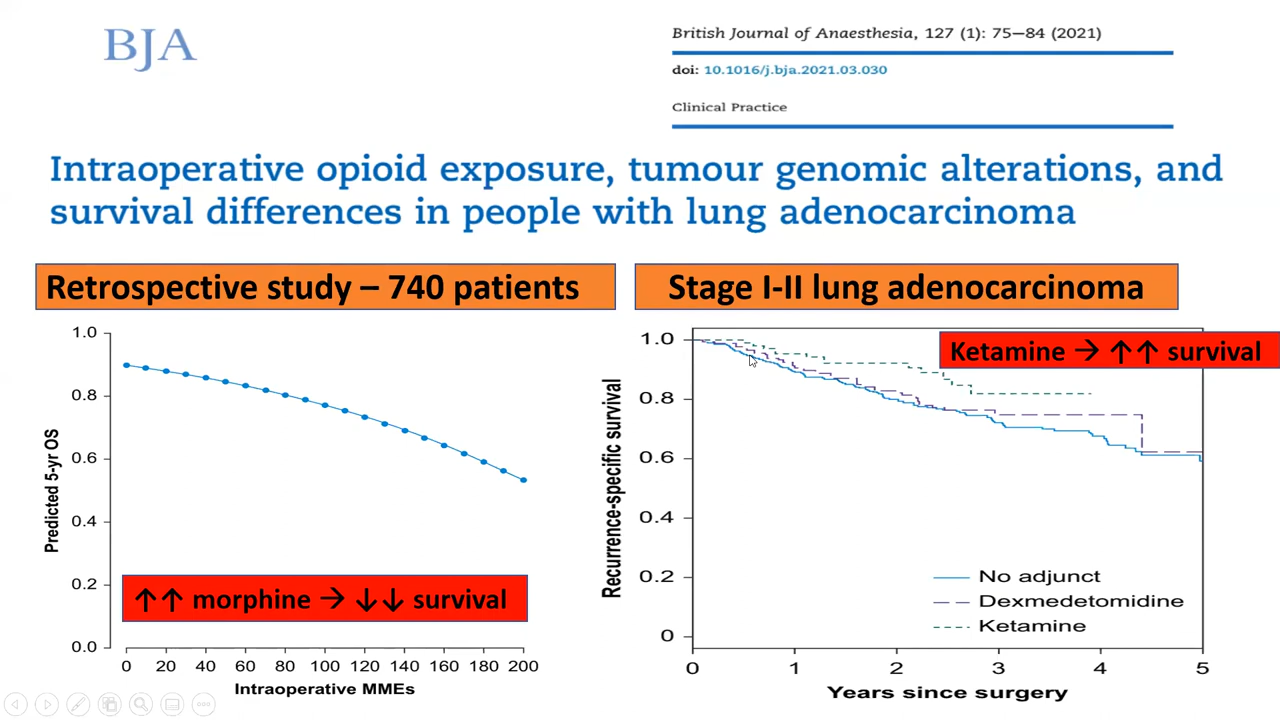 BJA
British Journal of Anaesthesia, 127 (1): 75–84 (2021)
doi: 10.1016/j.bja.2021.03.030
Clinical Practice
Intraoperative opioid exposure, tumour genomic alterations, and
survival differences in people with lung adenocarcinoma
Retrospective study – 740 patients
Stage I-II lung adenocarcinoma
Predicted 5-yr OS
1.0
0.8
0.6
0.4
0.2
0.0
↑↑ morphine → ↓↓ survival
0 20 40 60 80 100 120 140 160 180 200
Intraoperative MMEs
Ketamine → ↑↑ survival
Recurrence-specific survival
1.0
0.8
0.6
0.4
0.2
0
No adjunct
Dexmedetomidine
Ketamine
0 1 2 3 4 5
Years since surgery